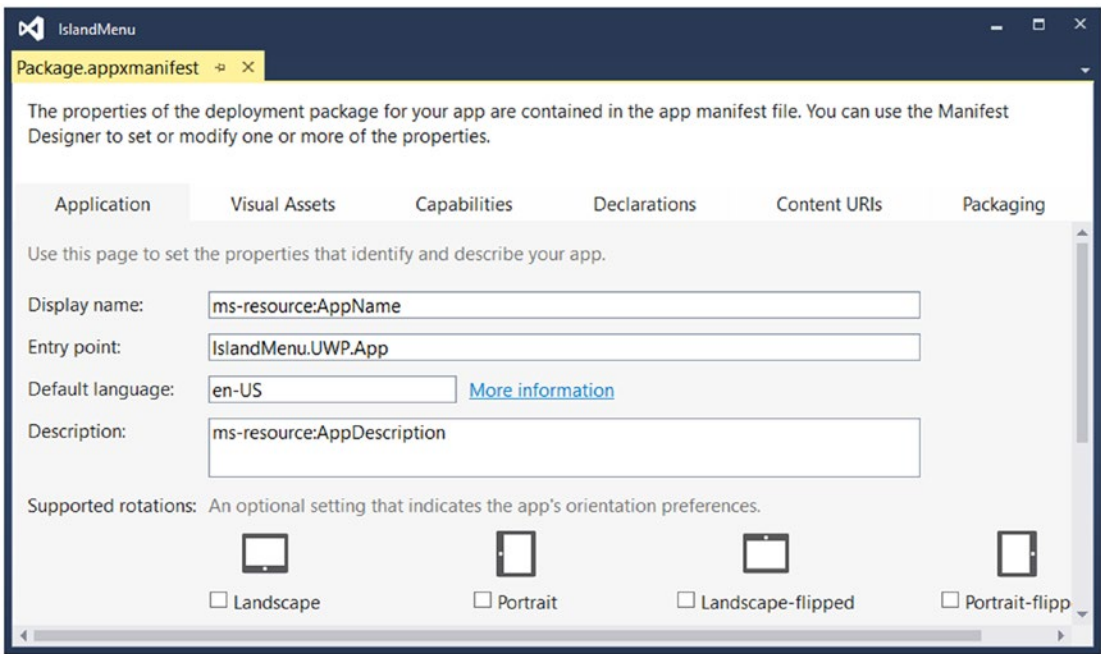 IslandMenu
Package.appxmanifest
The properties of the deployment package for your app are contained in the app manifest file. You can use the Manifest
Designer to set or modify one or more of the properties.
Application Visual Assets Capabilities Declarations Content URIs Packaging
Use this page to set the properties that identify and describe your app.
Display name: ms-resource:AppName
Entry point: IslandMenu.UWP.App
Default language: en-US More information
Description: ms-resource:AppDescription
Supported rotations: An optional setting that indicates the app's orientation preferences.
Landscape Portrait Landscape-flipped Portrait-flipp